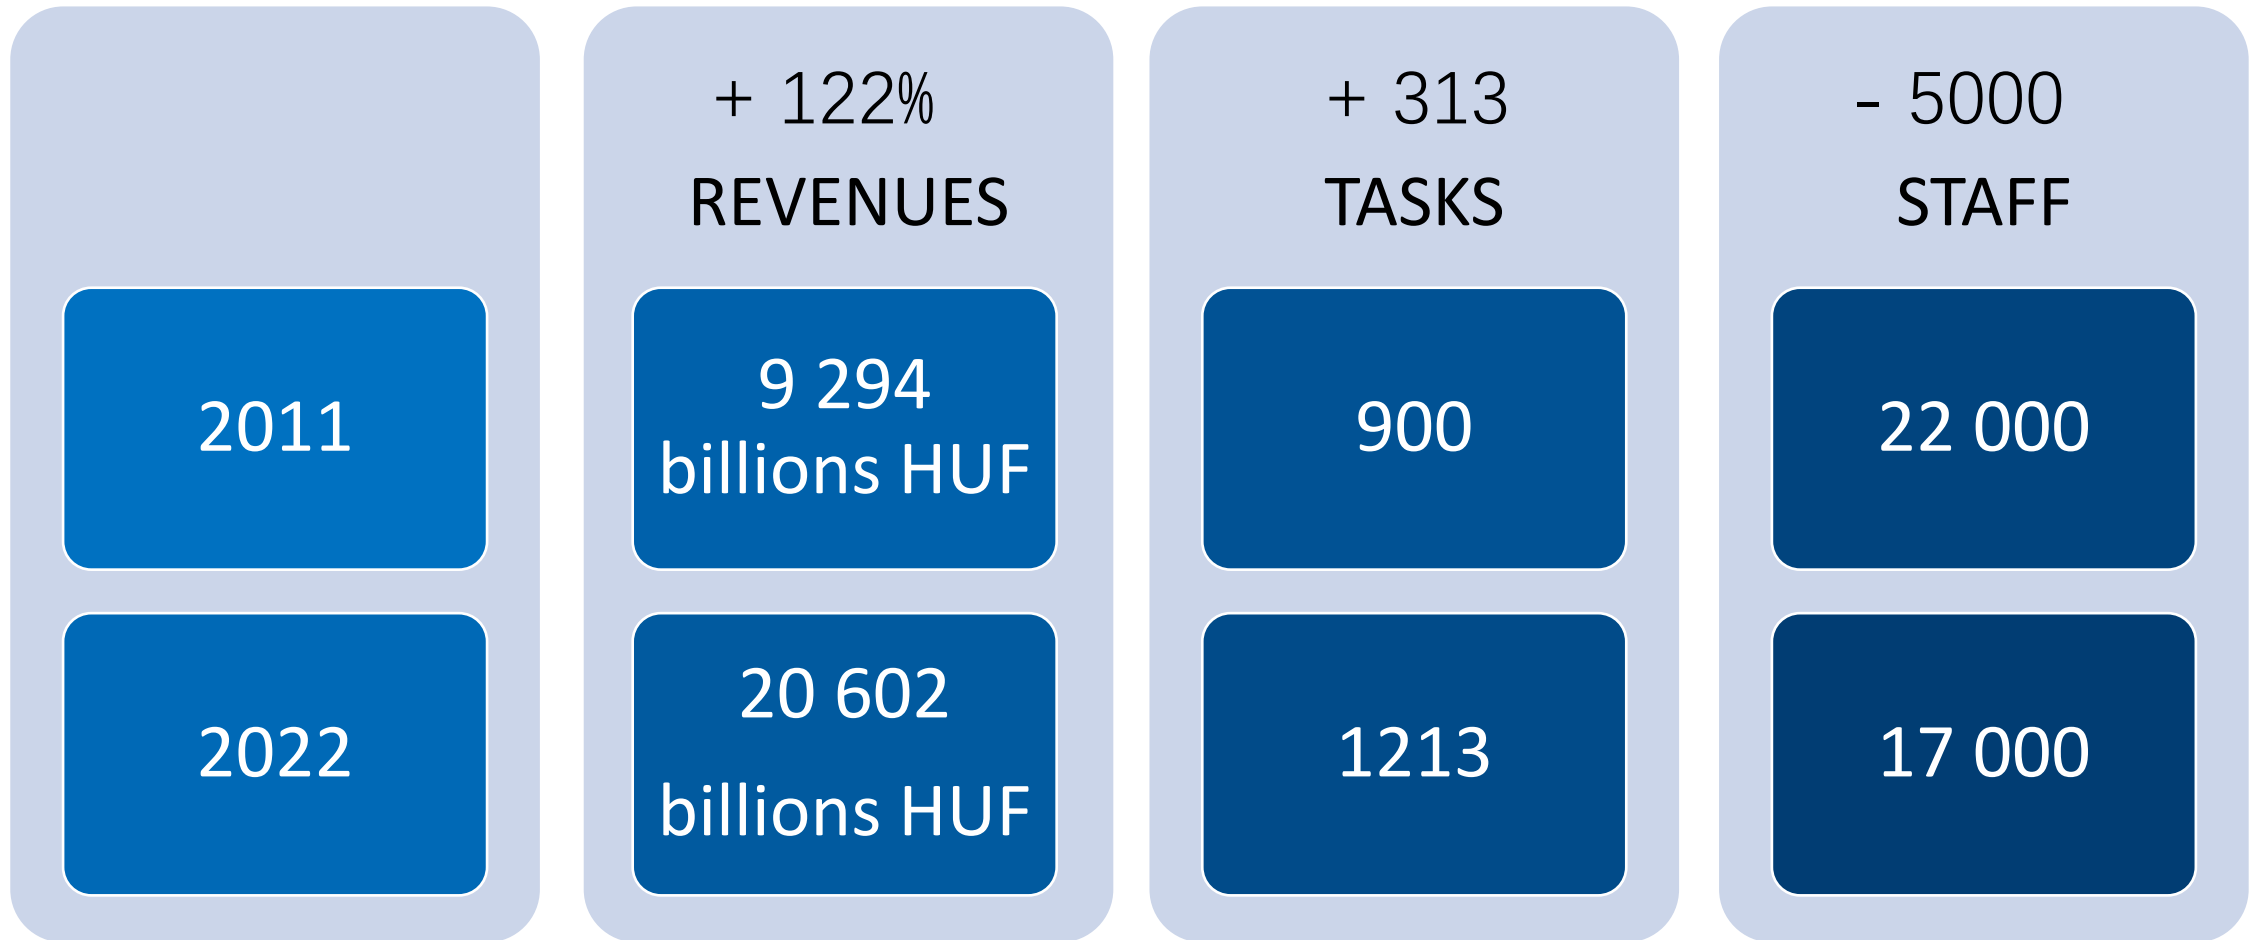 + 122%
REVENUES
+ 313
TASKS
- 5000
STAFF
2011
9 294
billions HUF
900
22 000
2022
20 602
billions HUF
1213
17 000